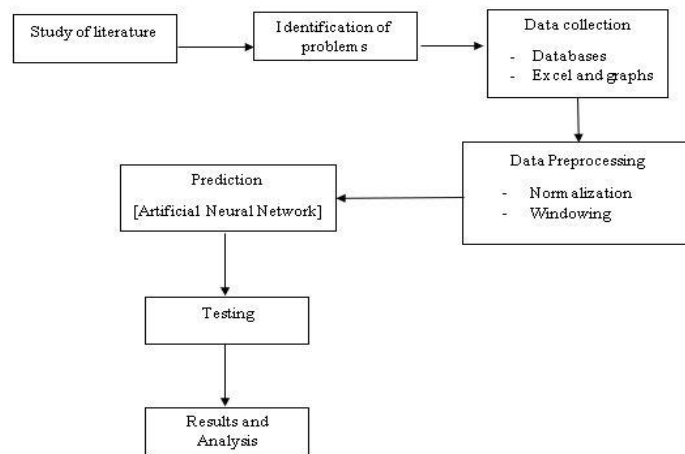 Study of literature
Identification of
problems
Data collection
- Databases
- Excel and graphs
Data Preprocessing
- Normalization
- Windowing
Prediction
[Artificial Neural Network]
Testing
Results and
Analysis